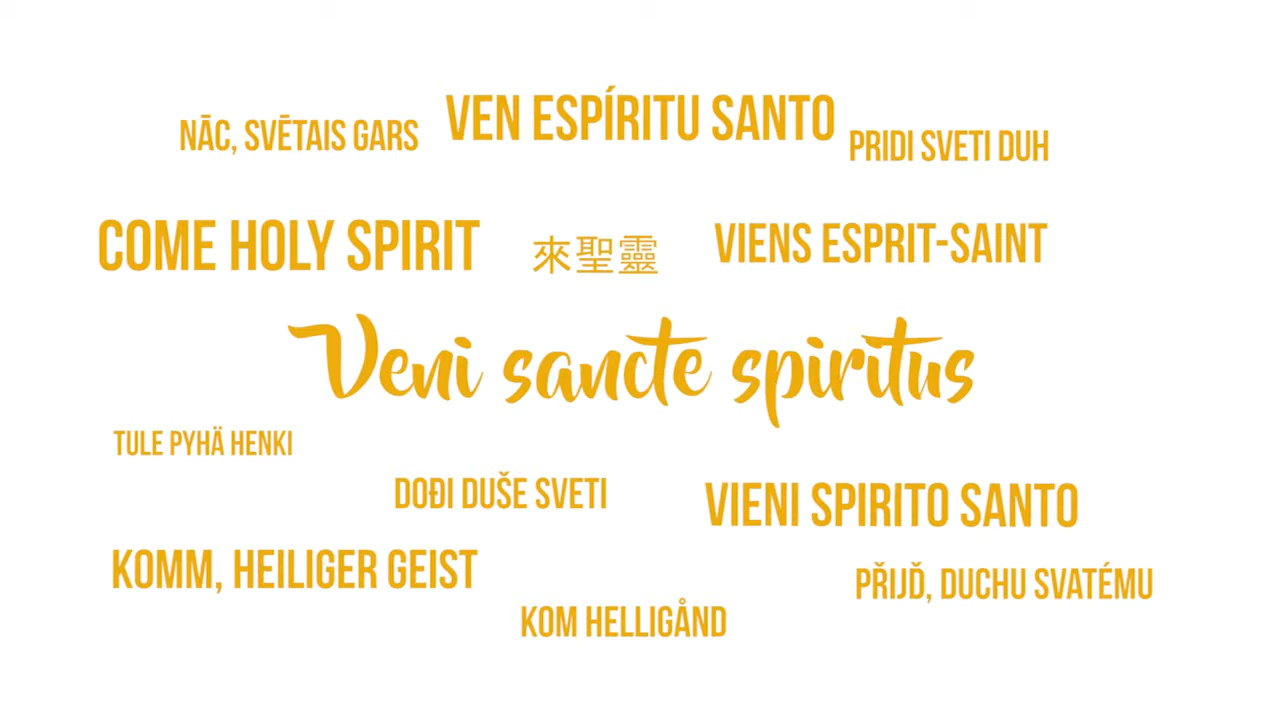 NĀC, SVĒTAIS GARS
VEN ESPÍRITU SANTO
PRIDI SVETI DUH
COME HOLY SPIRIT
來聖靈
VIENS ESPRIT-SAINT
Veni sancte spiritus
TULE PYHÄ HENKI
DOĐI DUŠE SVETI
VIENI SPIRITO SANTO
KOMM, HEILIGER GEIST
PŘIJĎ, DUCHU SVATÉMU
KOM HELLIGÅND